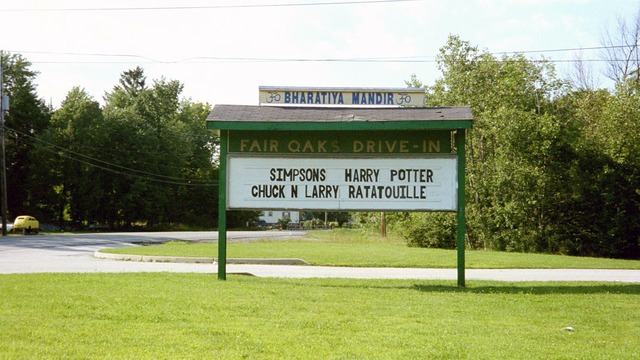 ॐ BHARATIYA MANDIR ॐ
FAIR OAKS DRIVE-IN
SIMPSONS HARRY POTTER
CHUCK N LARRY RATATOUILLE